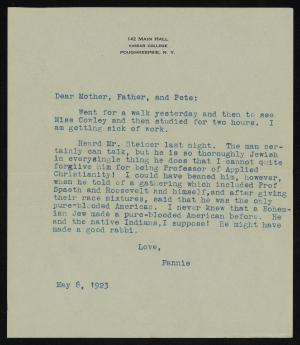 142 MAIN HALL
VASSAR COLLEGE
POUGHKEEPSIE, N. Y.
Dear Mother, Father, and Pete:
Went for a walk yesterday and then to see
Miss Cowley and then studied for two hours. I
am getting sick of work.
Heard Mr. Steiner last night. The man cer-
tainly can talk, but he is so thoroughly Jewish
in everysingle thing he does that I cannot quite
forgive him for being Professor of Applied
Christianity! I could have beaned him, however,
when he told of a gathering which included Prof
Spaeth and Roosevelt and himself,and after giving
their race mixtures, said that he was the only
pure-blooded American. I never knew that a Bohem-
ian Jew made a pure-blooded American before. He
and the native Indians,I suppose! He might have
made a good rabbi.
Love,
Fannie
May 8, 1923